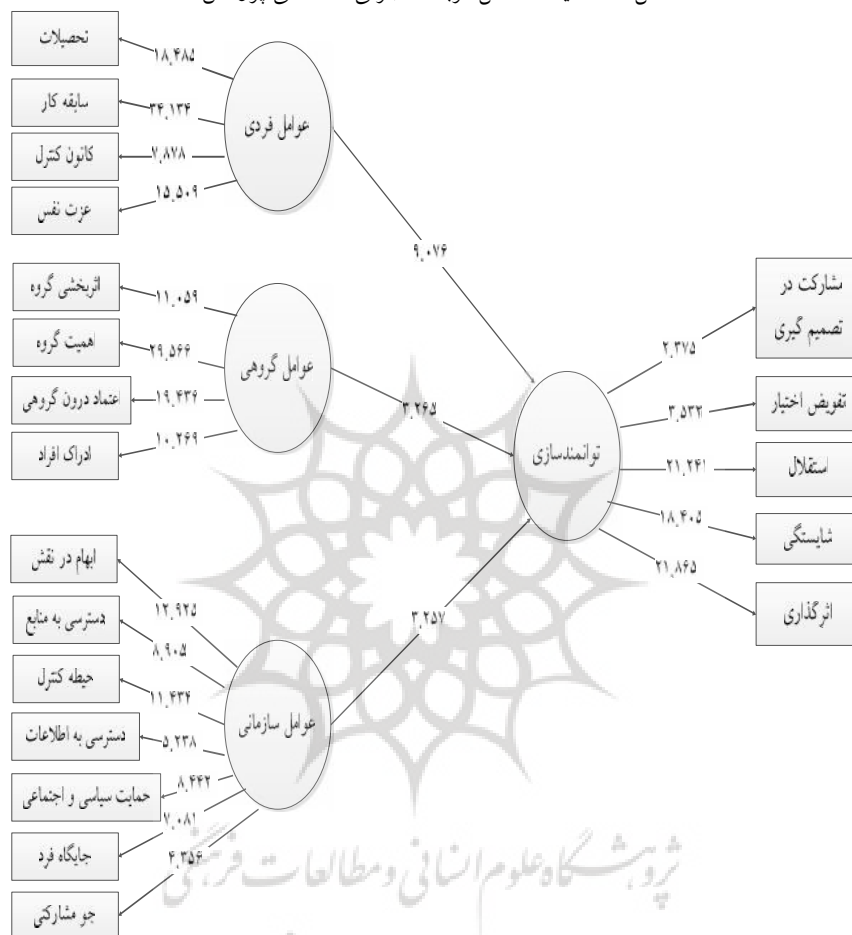 تحصیلات
۱۸,۴۸۵
سابقه کار
۳۴,۱۳۴
عوامل فردی
کانون کنترل
۷,۸۷۸
عزت نفس
۱۵,۵۰۹
۹,۰۷۶
اثربخشی گروه
۱۱,۰۵۹
اهمیت گروه
۲۹,۵۶۶
عوامل گروهی
اعتماد درون گروهی
۱۹,۴۳۶
ادراک افراد
۱۰,۲۶۹
۳,۲۶۵
مشارکت در
تصمیم گیری
۲,۳۷۵
تفویض اختیار
۳,۵۳۲
توانمندسازی
استقلال
۲۱,۲۴۱
شایستگی
۱۸,۴۰۵
اثرگذاری
۲۱,۸۶۵
ابهام در نقش
۱۲,۹۲۵
دسترسی به منابع
۸,۹۰۵
۳,۲۵۷
حیطه کنترل
۱۱,۴۳۴
عوامل سازمانی
دسترسی به اطلاعات
۵,۲۳۸
حمایت سیاسی و اجتماعی
۸,۴۴۲
جایگاه فرد
۷,۰۸۱
جو مشارکتی
۴,۳۵۶
پژوهشگاه علوم انسانی و مطالعات فرهنگی